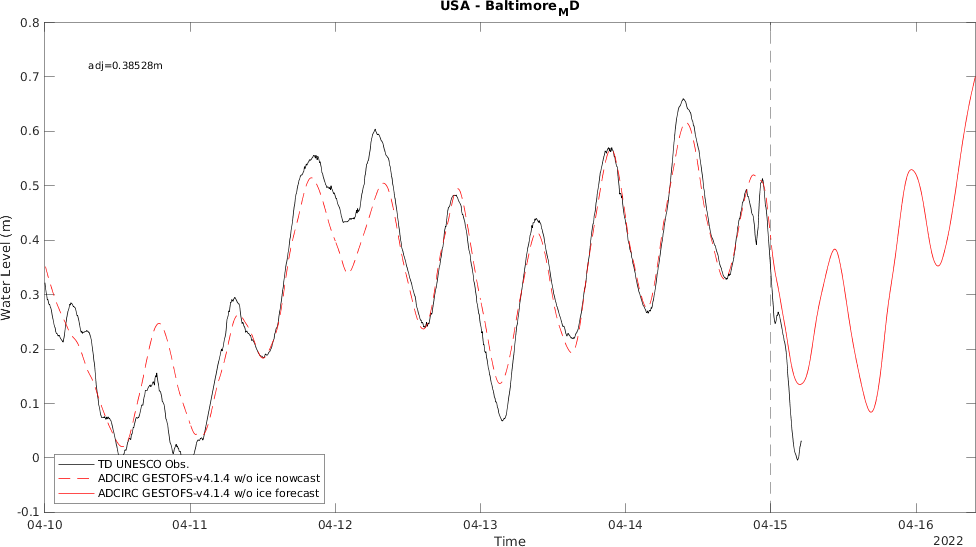 USA - Baltimore_MD
adj=0.38528m
0.8
0.7
0.6
0.5
0.4
0.3
0.2
0.1
0
-0.1
Water Level (m)
TD UNESCO Obs.
ADCIRC GESTOFS-v4.1.4 w/o ice nowcast
ADCIRC GESTOFS-v4.1.4 w/o ice forecast
04-10 04-11 04-12 04-13 04-14 04-15 04-16
Time
2022